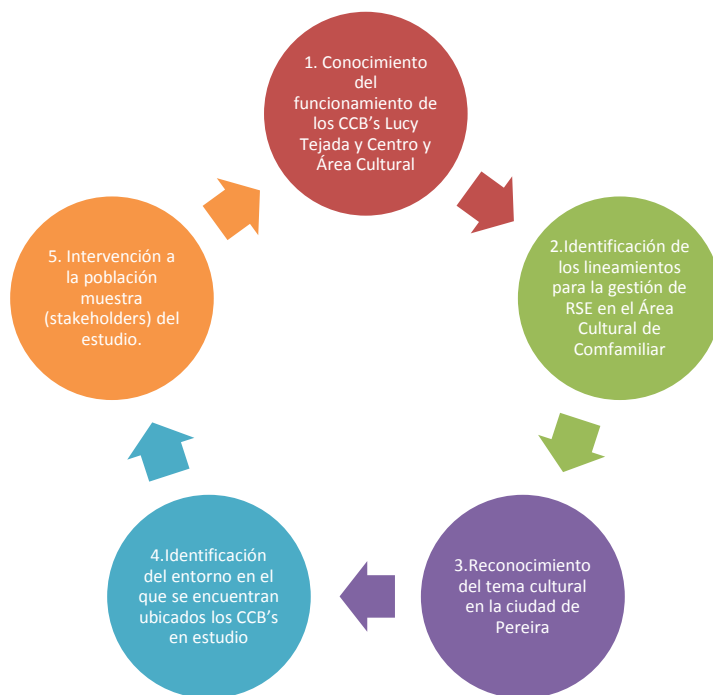 1. Conocimiento
del
funcionamiento de
los CCB's Lucy
Tejada y Centro y
Área Cultural
2.Identificación de
los lineamientos
para la gestión de
RSE en el Área
Cultural de
Comfamiliar
3.Reconocimiento
del tema cultural
en la ciudad de
Pereira
4.Identificación
del entorno en el
que se encuentran
ubicados los CCB's
en estudio
5. Intervención a
la población
muestra
(stakeholders) del
estudio.